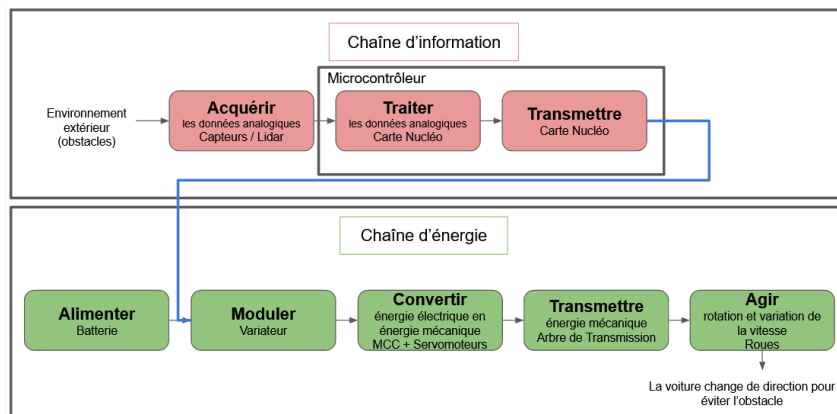 Chaîne d'information
Microcontrôleur
Environnement
extérieur
(obstacles)
Acquérir
les données analogiques
Capteurs / Lidar
Traiter
les données analogiques
Carte Nucléo
Transmettre
Carte Nucléo
Chaîne d'énergie
Alimenter
Batterie
Moduler
Variateur
Convertir
énergie électrique en
énergie mécanique
MCC + Servomoteurs
Transmettre
énergie mécanique
Arbre de Transmission
Agir
rotation et variation de
la vitesse
Roues
La voiture change de direction pour
éviter l'obstacle